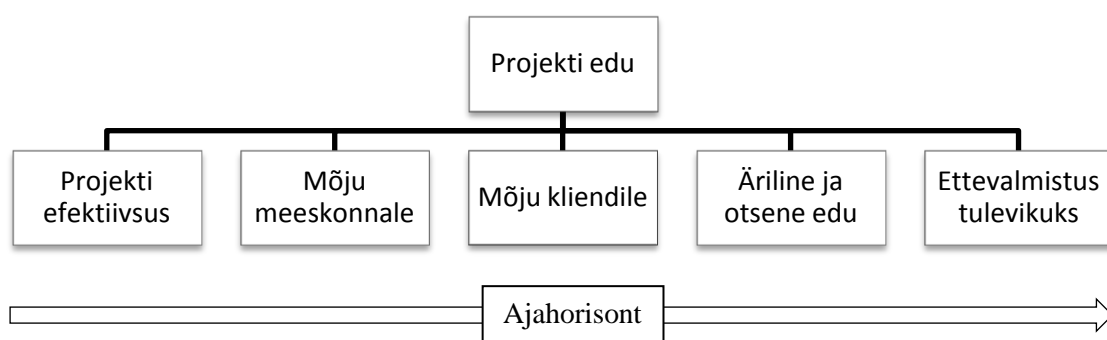 Projekti edu
Projekti
efektiivsus
Mõju
meeskonnale
Mõju kliendile
Äriline ja
otsene edu
Ettevalmistus
tulevikuks
Ajahorisont